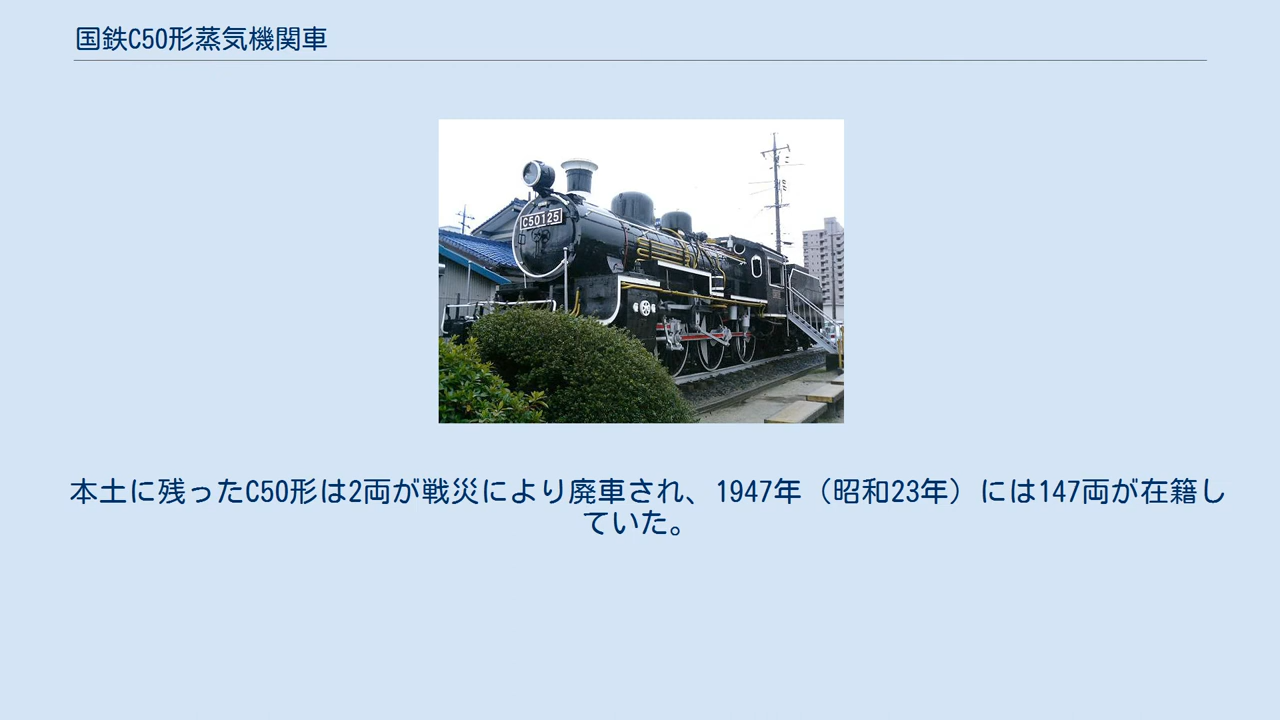 国鉄C50形蒸気機関車
C50125
本土に残ったC50形は2両が戦災により廃車され、1947年（昭和23年）には147両が在籍し
ていた。